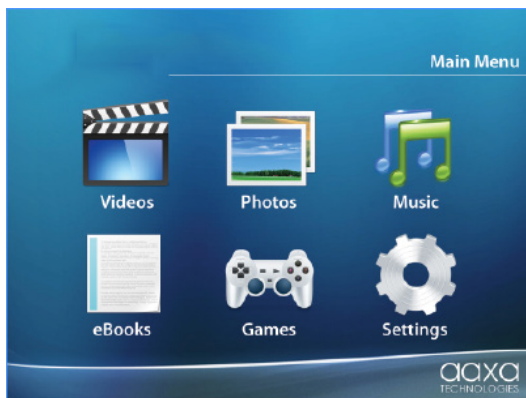 Main Menu
Videos
Photos
Music
eBooks
Games
Settings
aaxa
TECHNOLOGIES